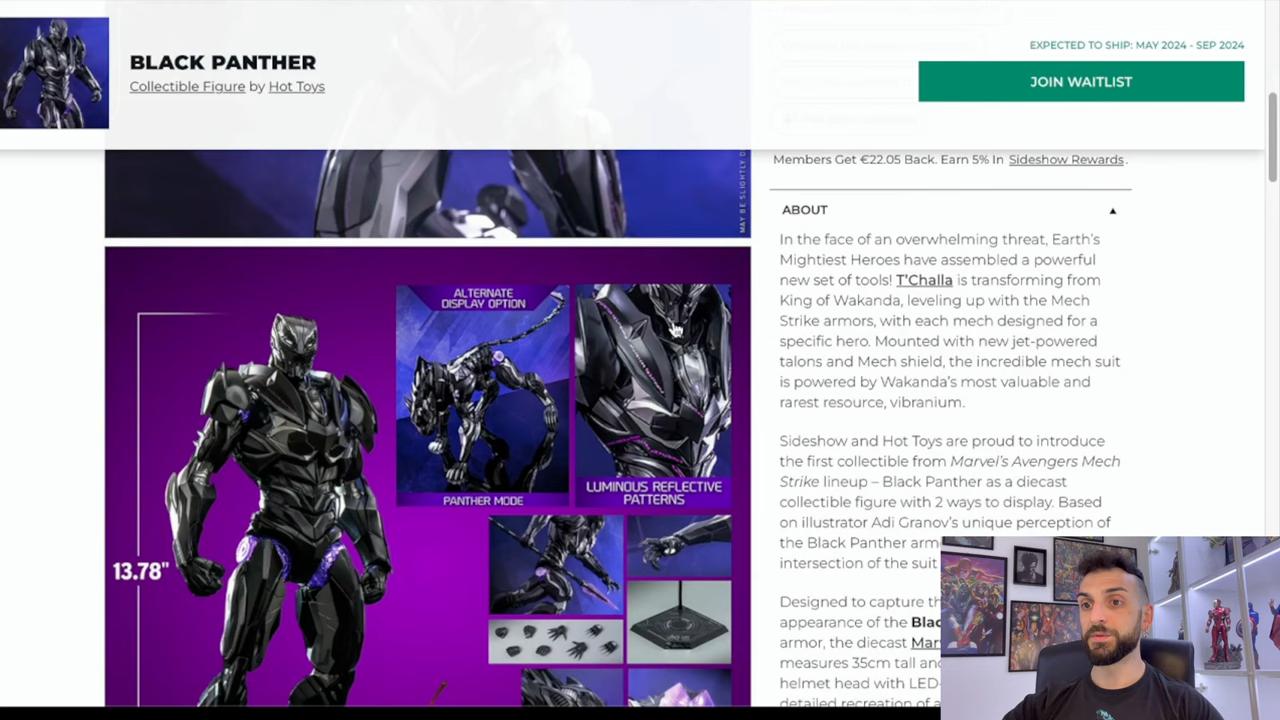 BLACK PANTHER
Collectible Figure by Hot Toys
EXPECTED TO SHIP: MAY 2024 - SEP 2024
JOIN WAITLIST
MAY BE SLIGHTLY D
Members Get €22.05 Back. Earn 5% In Sideshow Rewards.
ABOUT ▲
In the face of an overwhelming threat, Earth's
Mightiest Heroes have assembled a powerful
new set of tools! T'Challa is transforming from
King of Wakanda, leveling up with the Mech
Strike armors, with each mech designed for a
specific hero. Mounted with new jet-powered
talons and Mech shield, the incredible mech suit
is powered by Wakanda's most valuable and
rarest resource, vibranium.
Sideshow and Hot Toys are proud to introduce
the first collectible from Marvel's Avengers Mech
Strike lineup – Black Panther as a diecast
collectible figure with 2 ways to display. Based
on illustrator Adi Granov's unique perception of
the Black Panther arm
intersection of the suit
Designed to capture th
appearance of the Blac
armor, the diecast Mar
measures 35cm tall and
helmet head with LED-
detailed recreation of a
ALTERNATE
DISPLAY OPTION
PANTHER MODE
LUMINOUS REFLECTIVE
PATTERNS
13.78"